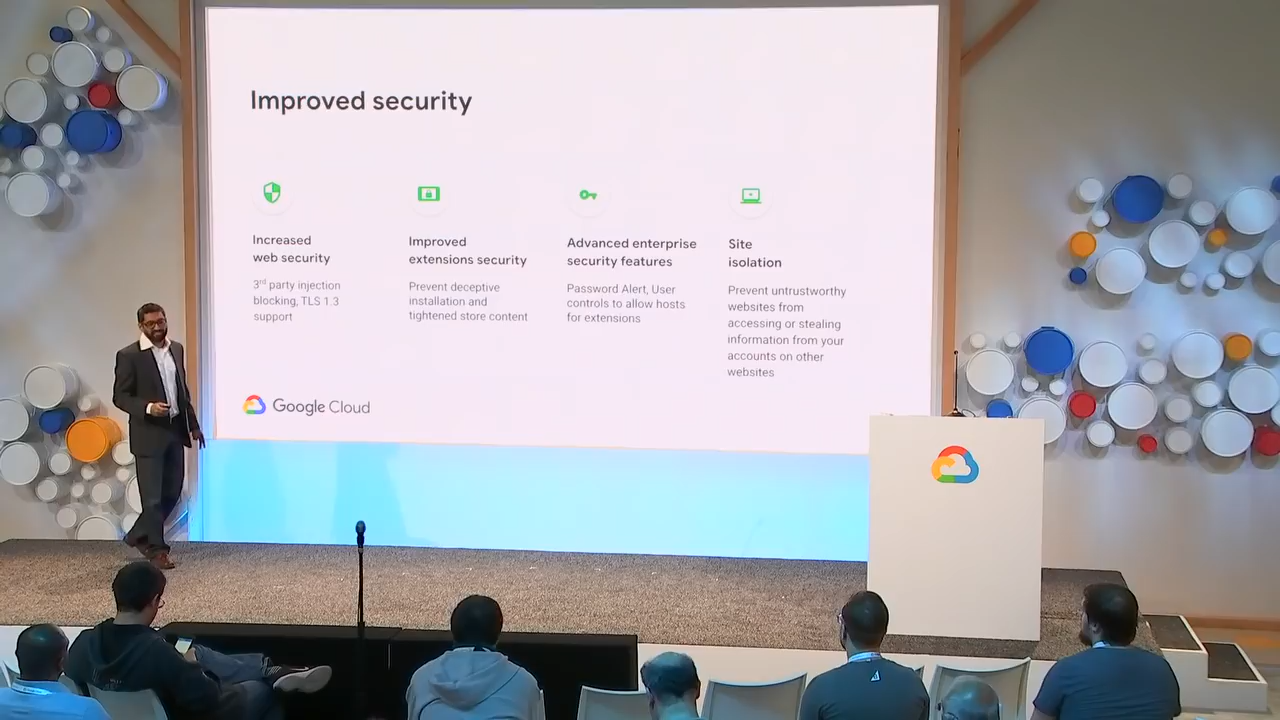 Improved security
Increased
web security
3rd party injection
blocking, TLS 1.3
support
Improved
extensions security
Prevent deceptive
installation and
tightened store content
Advanced enterprise
security features
Password Alert, User
controls to allow hosts
for extensions
Site
isolation
Prevent untrustworthy
websites from
accessing or stealing
information from your
accounts on other
websites
Google Cloud